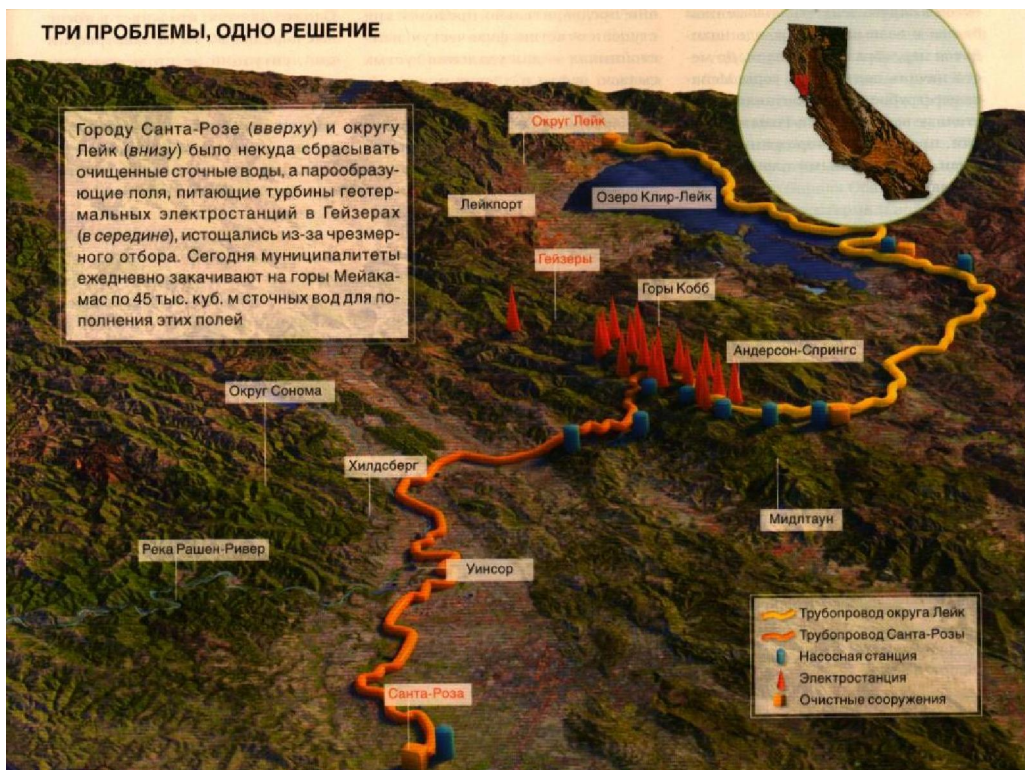 ТРИ ПРОБЛЕМЫ, ОДНО РЕШЕНИЕ
Городу Санта-Розе (вверху) и округу
Лейк (внизу) было некуда сбрасывать
очищенные сточные воды, а парообразу-
ющие поля, питающие турбины геотер-
мальных электростанций в Гейзерах
(в середине), истощались из-за чрезмер-
ного отбора. Сегодня муниципалитеты
ежедневно закачивают на горы Мейака-
мас по 45 тыс. куб. м сточных вод для по-
полнения этих полей
Округ Лейк
Озеро Клир-Лейк
Лейкпорт
Гейзеры
Горы Кобб
Андерсон-Спрингс
Округ Сонома
Хилдсберг
Мидлтаун
Река Рашен-Ривер
Уинсор
Санта-Роза
Трубопровод округа Лейк
Трубопровод Санта-Розы
Насосная станция
Электростанция
Очистные сооружения